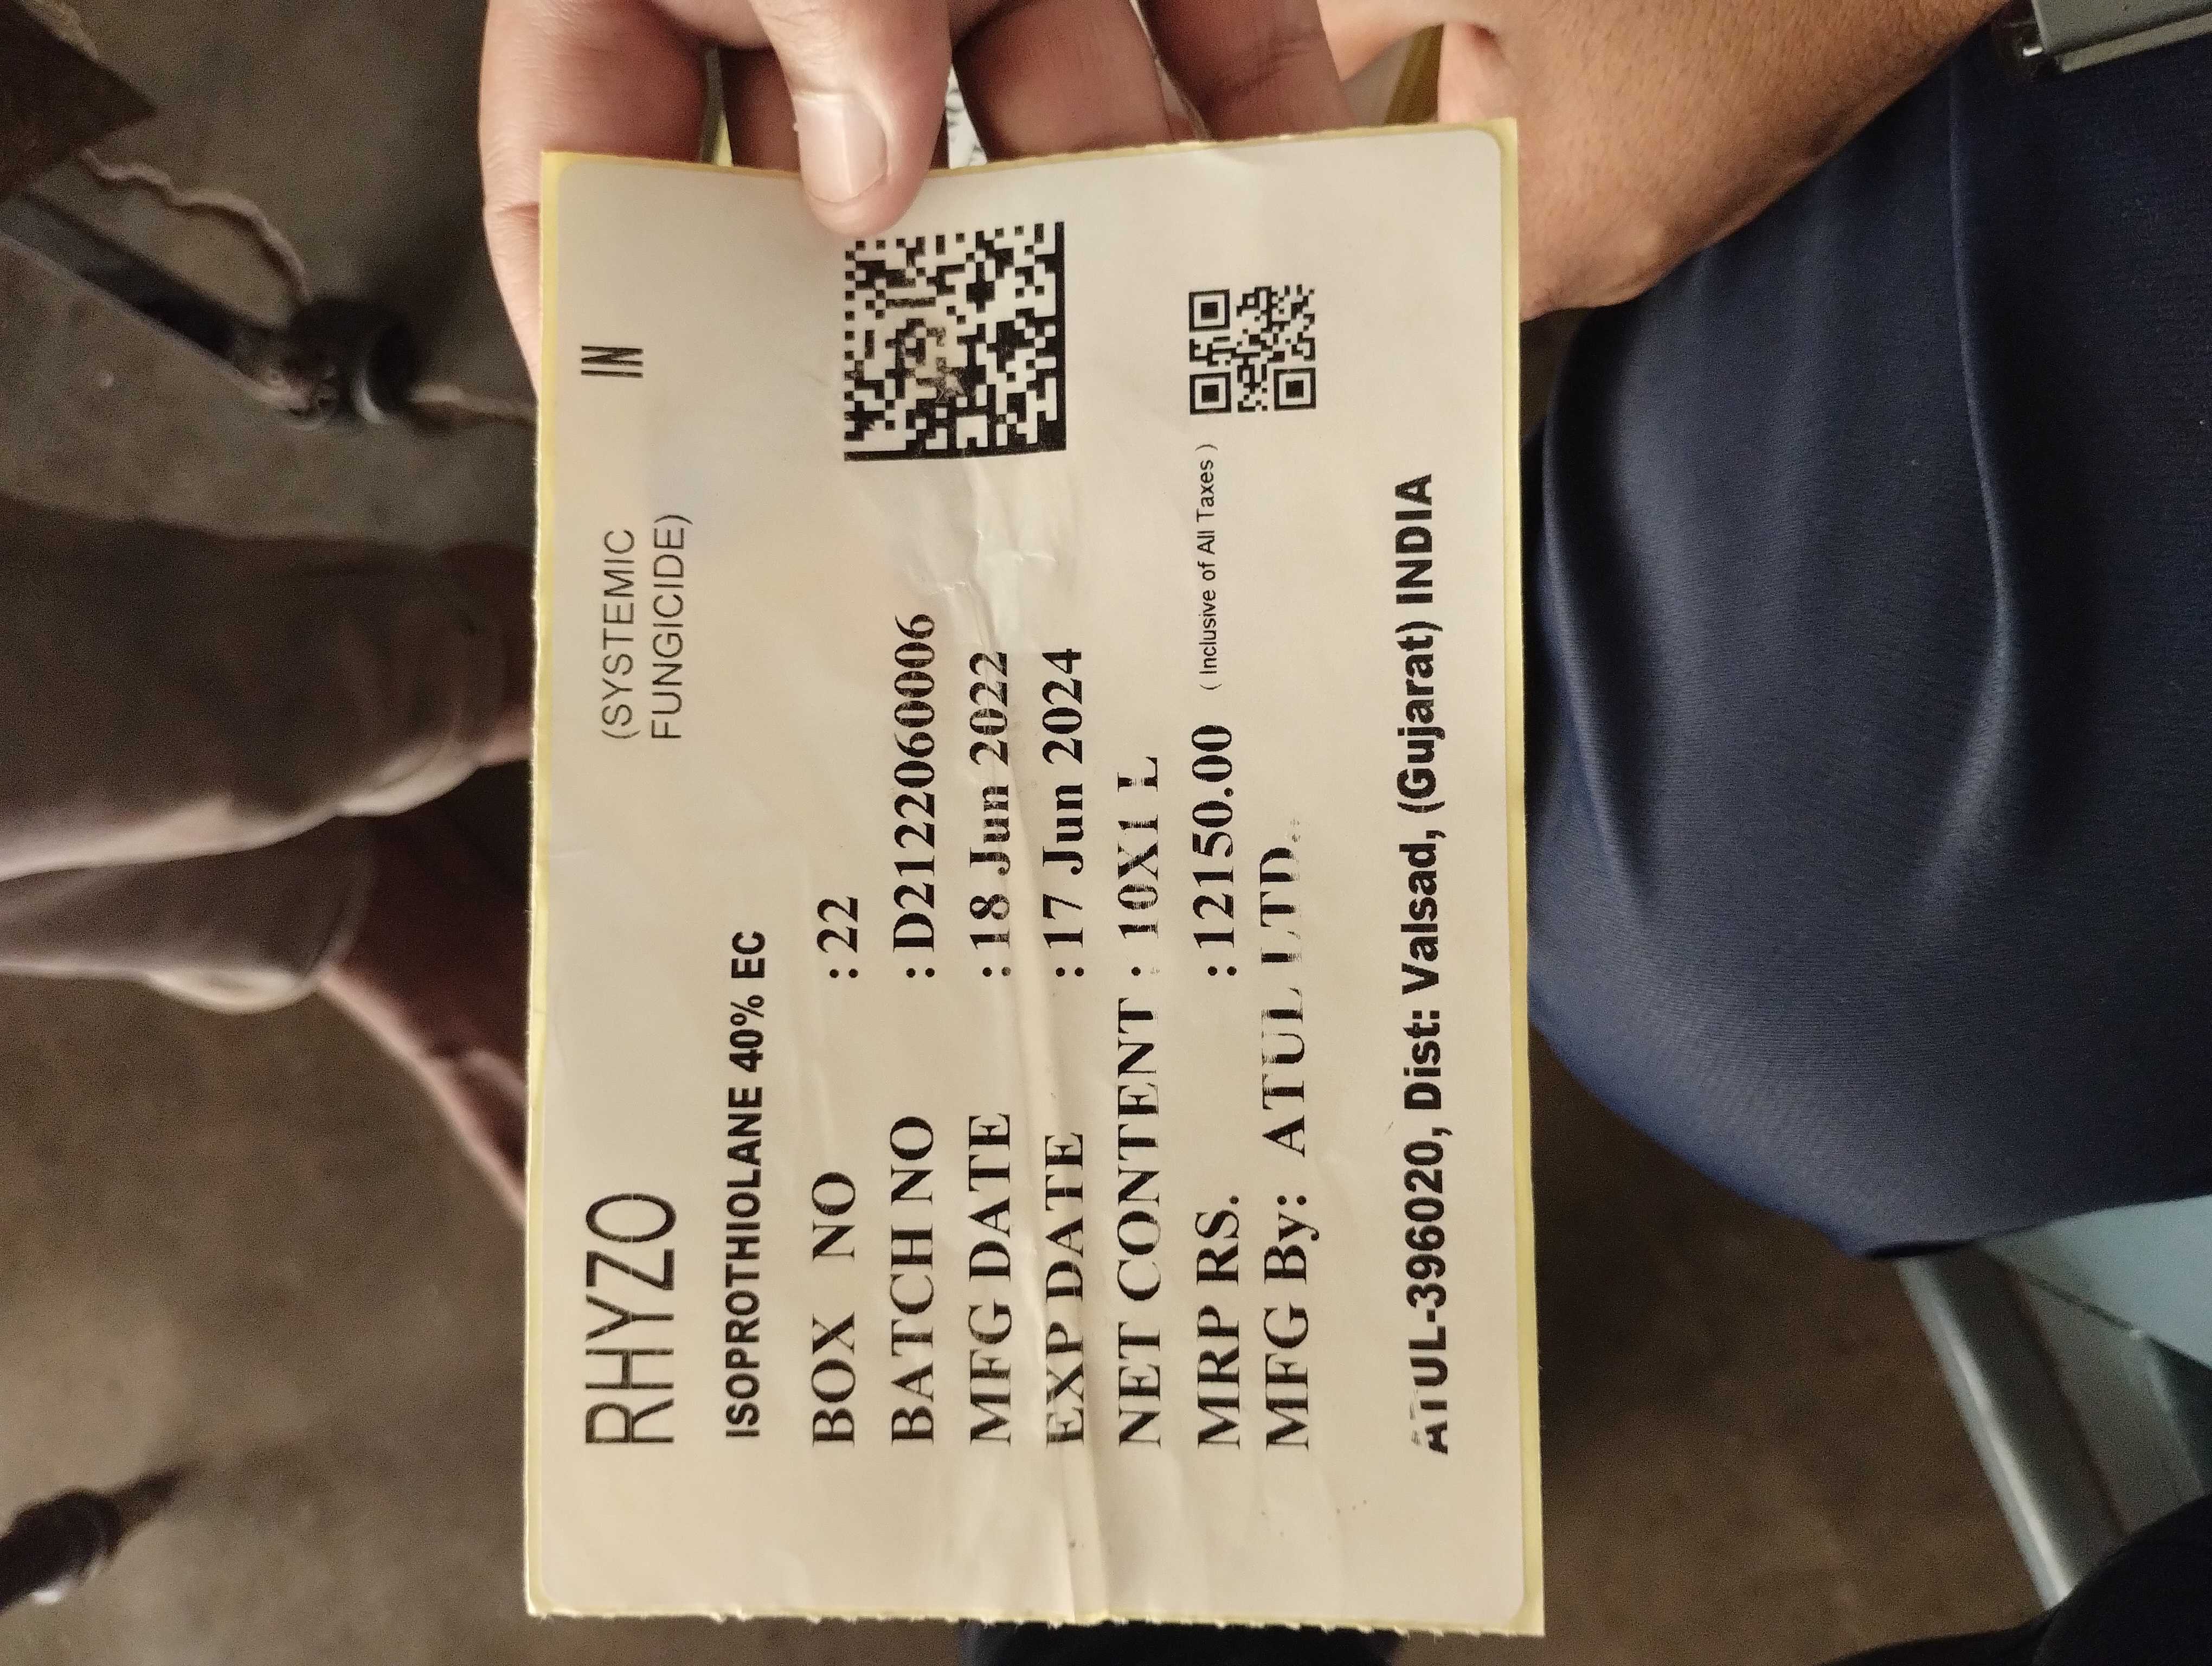 RHYZO (SYSTEMIC FUNGICIDE) IN
ISOPROTHIOLANE 40% EC
BOX NO : 22
BATCH NO : D2122060006
MFG DATE : 18 Jun 2022
EXP DATE : 17 Jun 2024
NET CONTENT : 10X1 L
MRP RS. : 12150.00 ( Inclusive of All Taxes )
MFG By: ATUL LTD.
ATUL-396020, Dist: Valsad, (Gujarat) INDIA